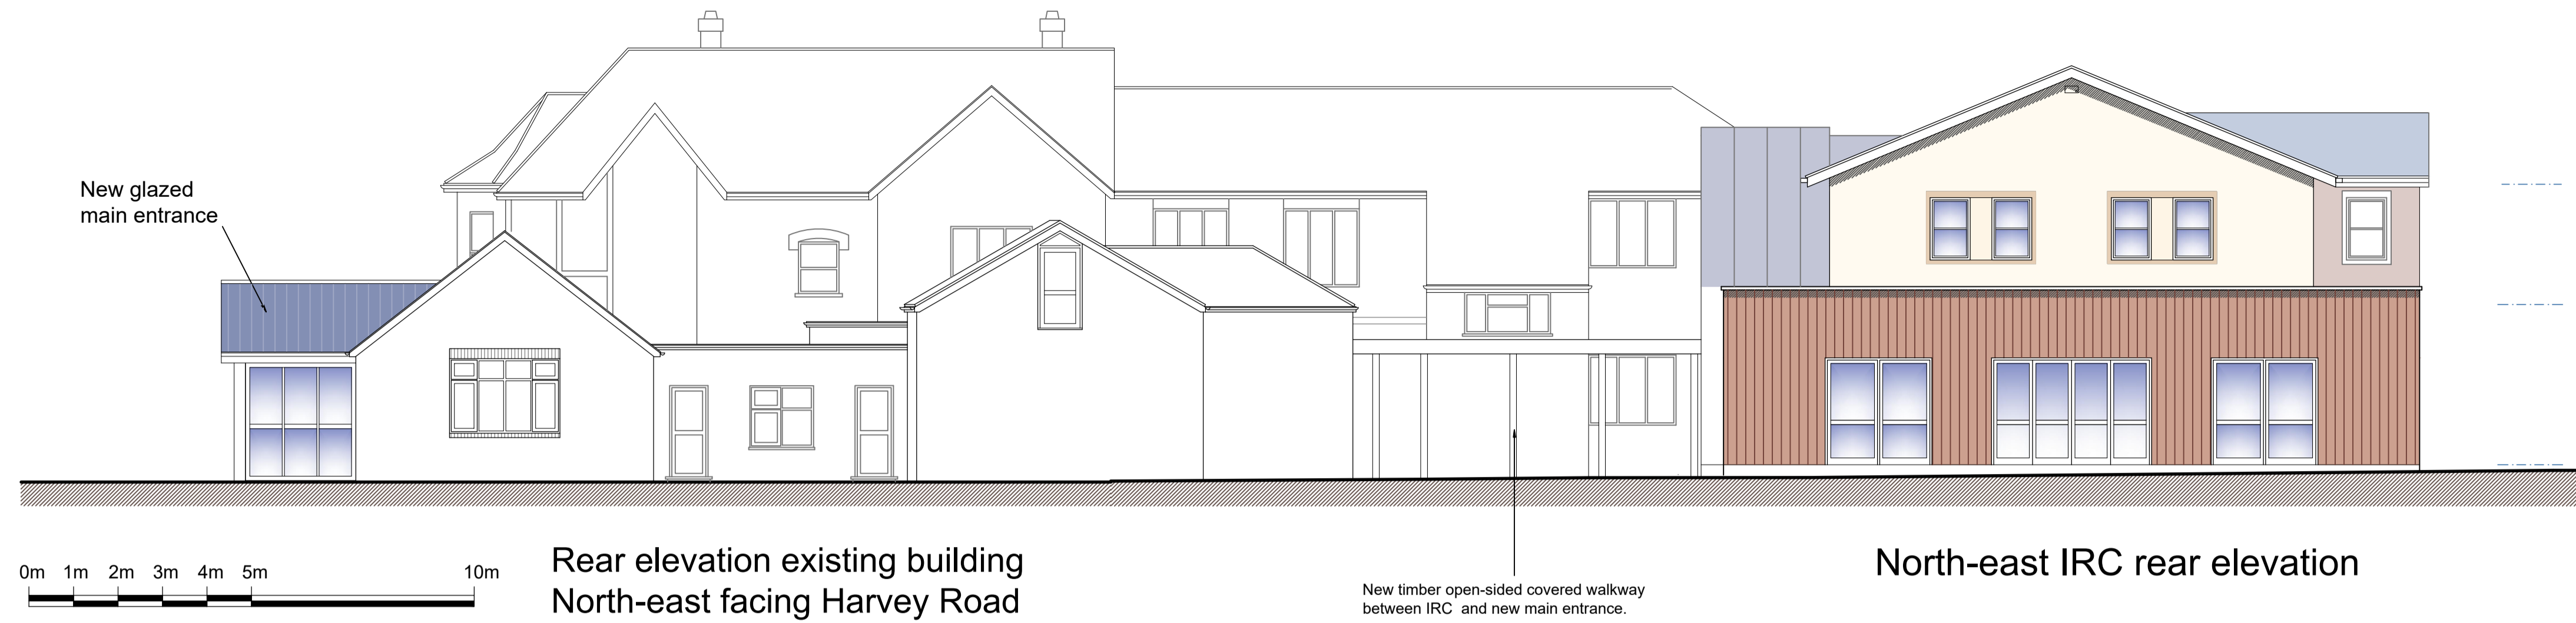 New glazed
main entrance
0m 1m 2m 3m 4m 5m 10m
Rear elevation existing building
North-east facing Harvey Road
New timber open-sided covered walkway
between IRC and new main entrance.
North-east IRC rear elevation